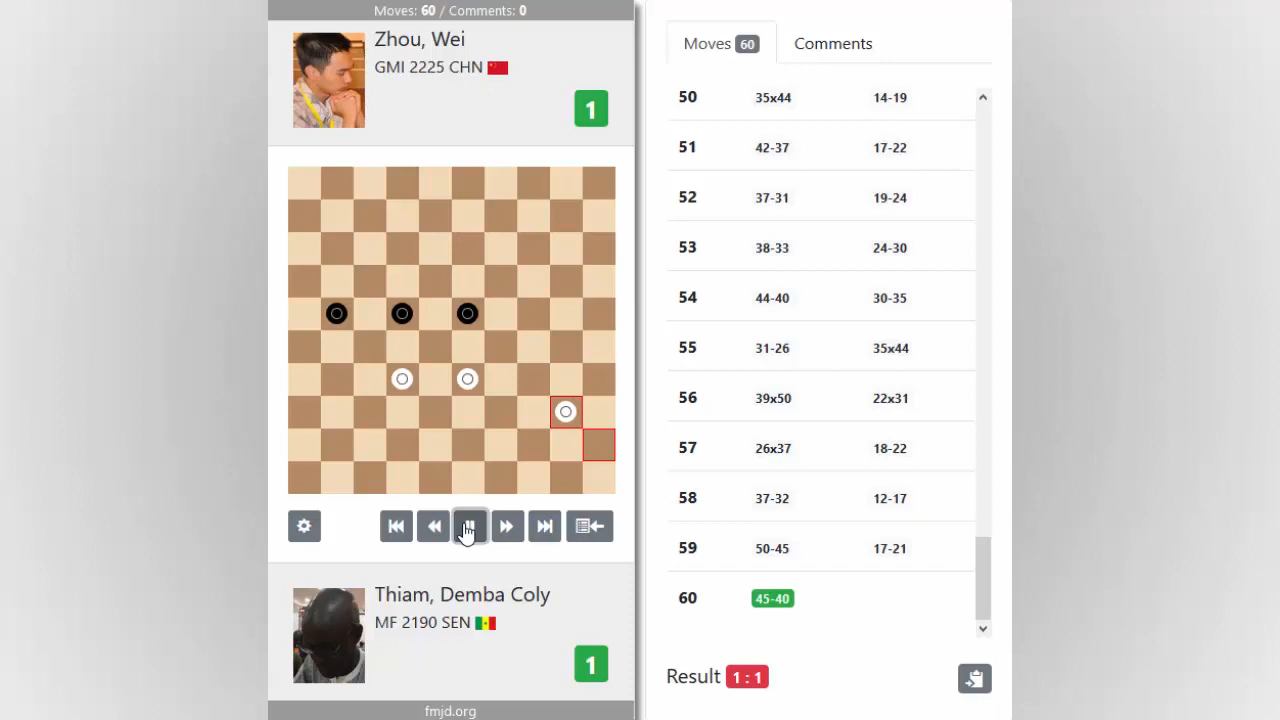 Moves: 60 / Comments: 0
Zhou, Wei
GMI 2225 CHN
1
Thiam, Demba Coly
MF 2190 SEN
1
fmjd.org
Moves 60 Comments
50 35x44 14-19
51 42-37 17-22
52 37-31 19-24
53 38-33 24-30
54 44-40 30-35
55 31-26 35x44
56 39x50 22x31
57 26x37 18-22
58 37-32 12-17
59 50-45 17-21
60 45-40
Result 1 : 1